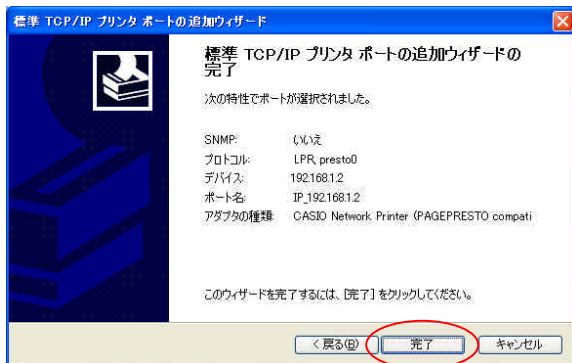 標準 TCP/IP プリンタ ポートの追加ウィザード
標準 TCP/IP プリンタ ポートの追加ウィザードの
完了
次の特性でポートが選択されました。
SNMP: いいえ
プロトコル: LPR, presto0
デバイス: 192.168.1.2
ポート名: IP_192.168.1.2
アダプタの種類: CASIO Network Printer (PAGEPRESTO compati
このウィザードを完了するには、[完了] をクリックしてください。
< 戻る(B) 完了 キャンセル